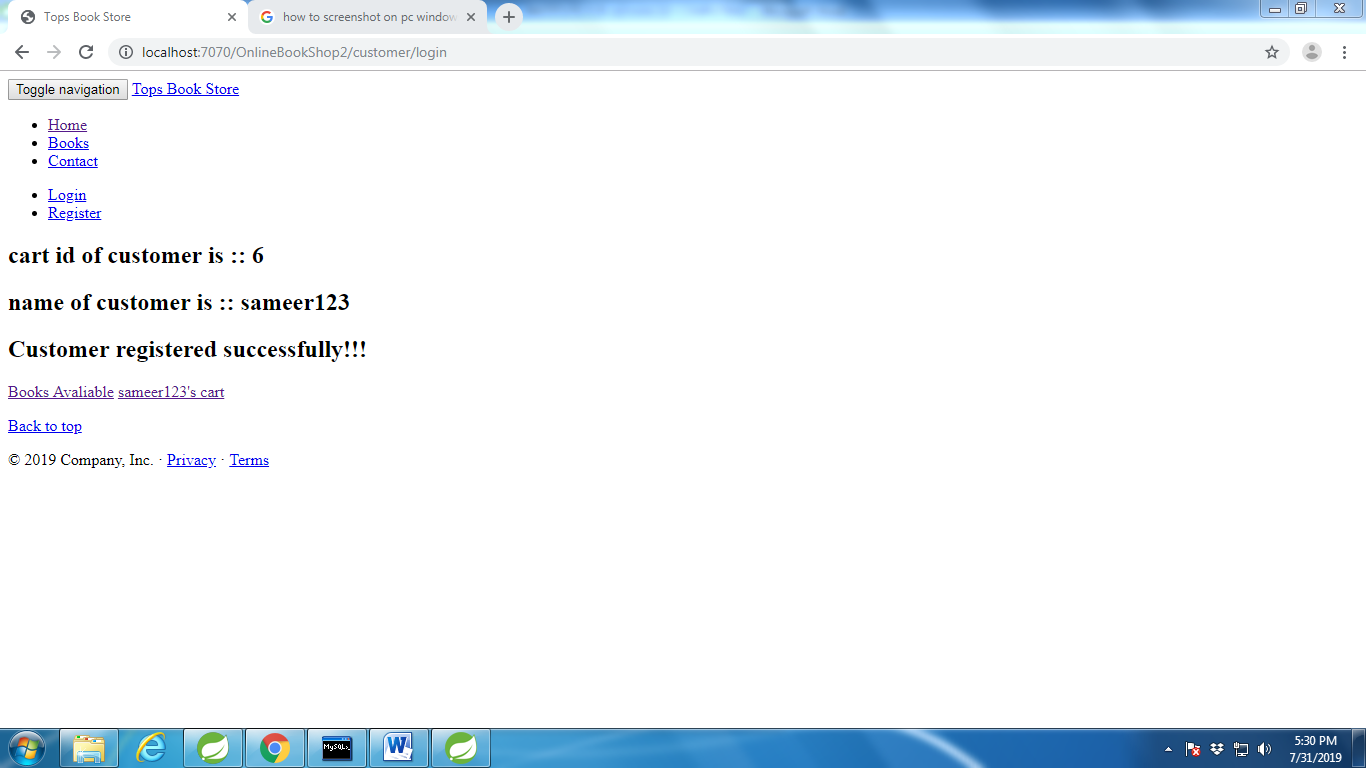 Tops Book Store
how to screenshot on pc window
localhost:7070/OnlineBookShop2/customer/login
Toggle navigation Tops Book Store
Home
Books
Contact
Login
Register
cart id of customer is :: 6
name of customer is :: sameer123
Customer registered successfully!!!
Books Avaliable sameer123's cart
Back to top
© 2019 Company, Inc. · Privacy · Terms
MySQL
5:30 PM
7/31/2019